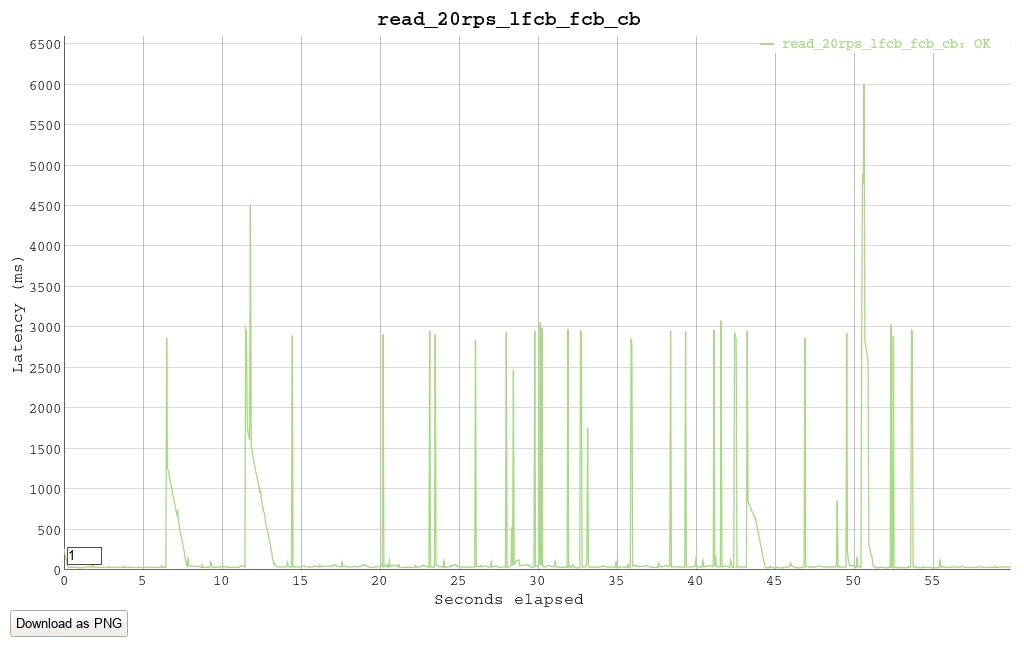 read_20rps_lfcb_fcb_cb
read_20rps_lfcb_fcb_cb: OK
6500
6000
5500
5000
4500
4000
3500
3000
2500
2000
1500
1000
500
0
Latency (ms)
1
0 5 10 15 20 25 30 35 40 45 50 55
Seconds elapsed
Download as PNG